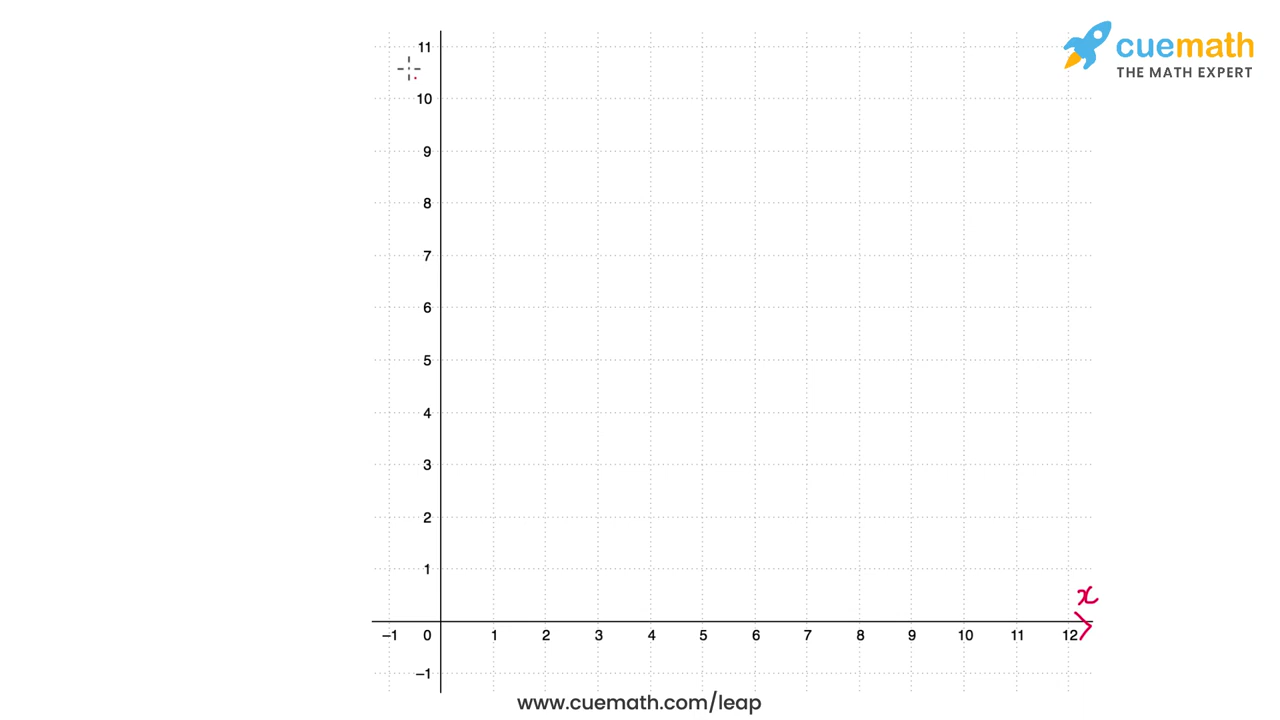 cuemath
THE MATH EXPERT
11
10
9
8
7
6
5
4
3
2
1
x
–1 0 1 2 3 4 5 6 7 8 9 10 11 12
–1
www.cuemath.com/leap